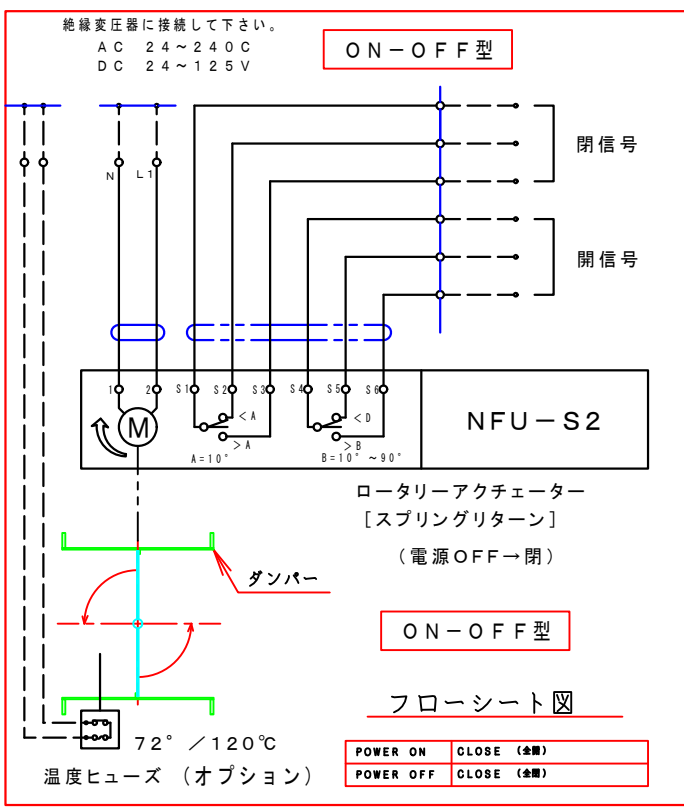 絶縁変圧器に接続して下さい。
AC 24~240C
DC 24~125V
ON-OFF型
閉信号
開信号
N L1
1 2 S1 S2 S3 S4 S5 S6
M
<A
>A
A=10°
<D
>B
B=10°~90°
NFU-S2
ロータリーアクチェーター
[スプリングリターン]
(電源OFF→閉)
ダンパー
ON-OFF型
フローシート図
72° /120℃
温度ヒューズ (オプション)
POWER ON CLOSE
POWER OFF CLOSE